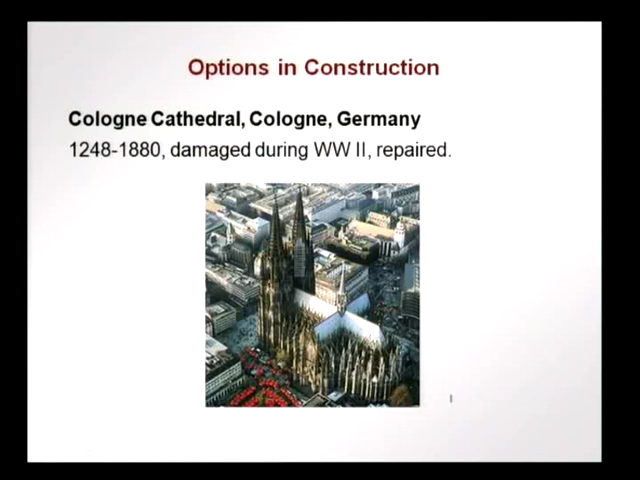 Options in Construction
Cologne Cathedral, Cologne, Germany
1248-1880, damaged during WW II, repaired.